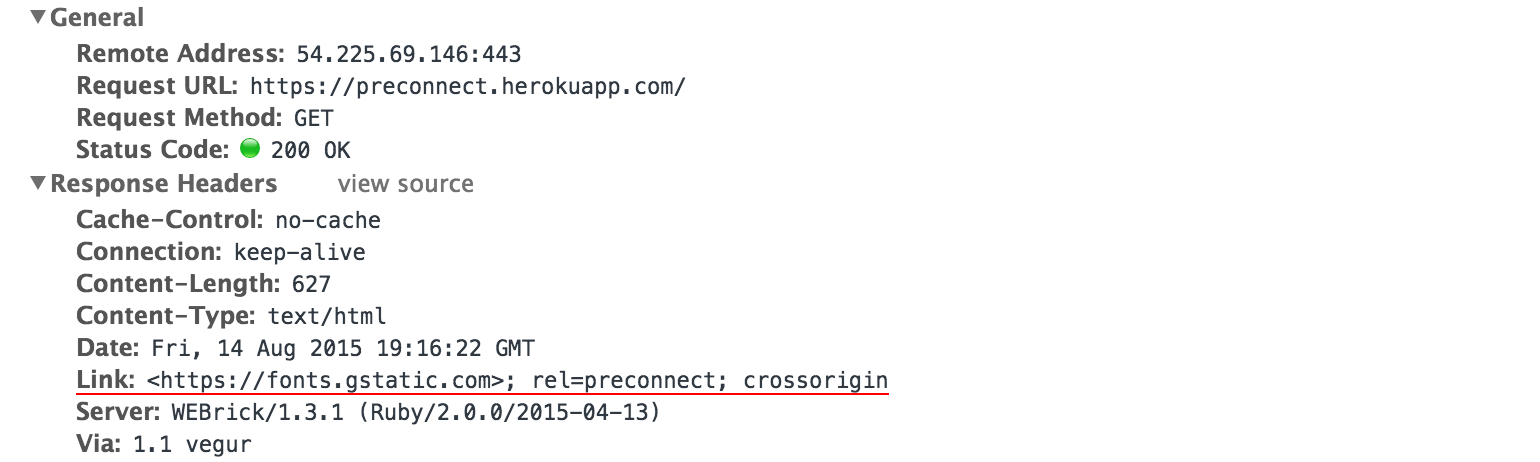 General
Remote Address: 54.225.69.146:443
Request URL: https://preconnect.herokuapp.com/
Request Method: GET
Status Code: 200 OK
Response Headers view source
Cache-Control: no-cache
Connection: keep-alive
Content-Length: 627
Content-Type: text/html
Date: Fri, 14 Aug 2015 19:16:22 GMT
Link: <https://fonts.gstatic.com>; rel=preconnect; crossorigin
Server: WEBrick/1.3.1 (Ruby/2.0.0/2015-04-13)
Via: 1.1 vegur